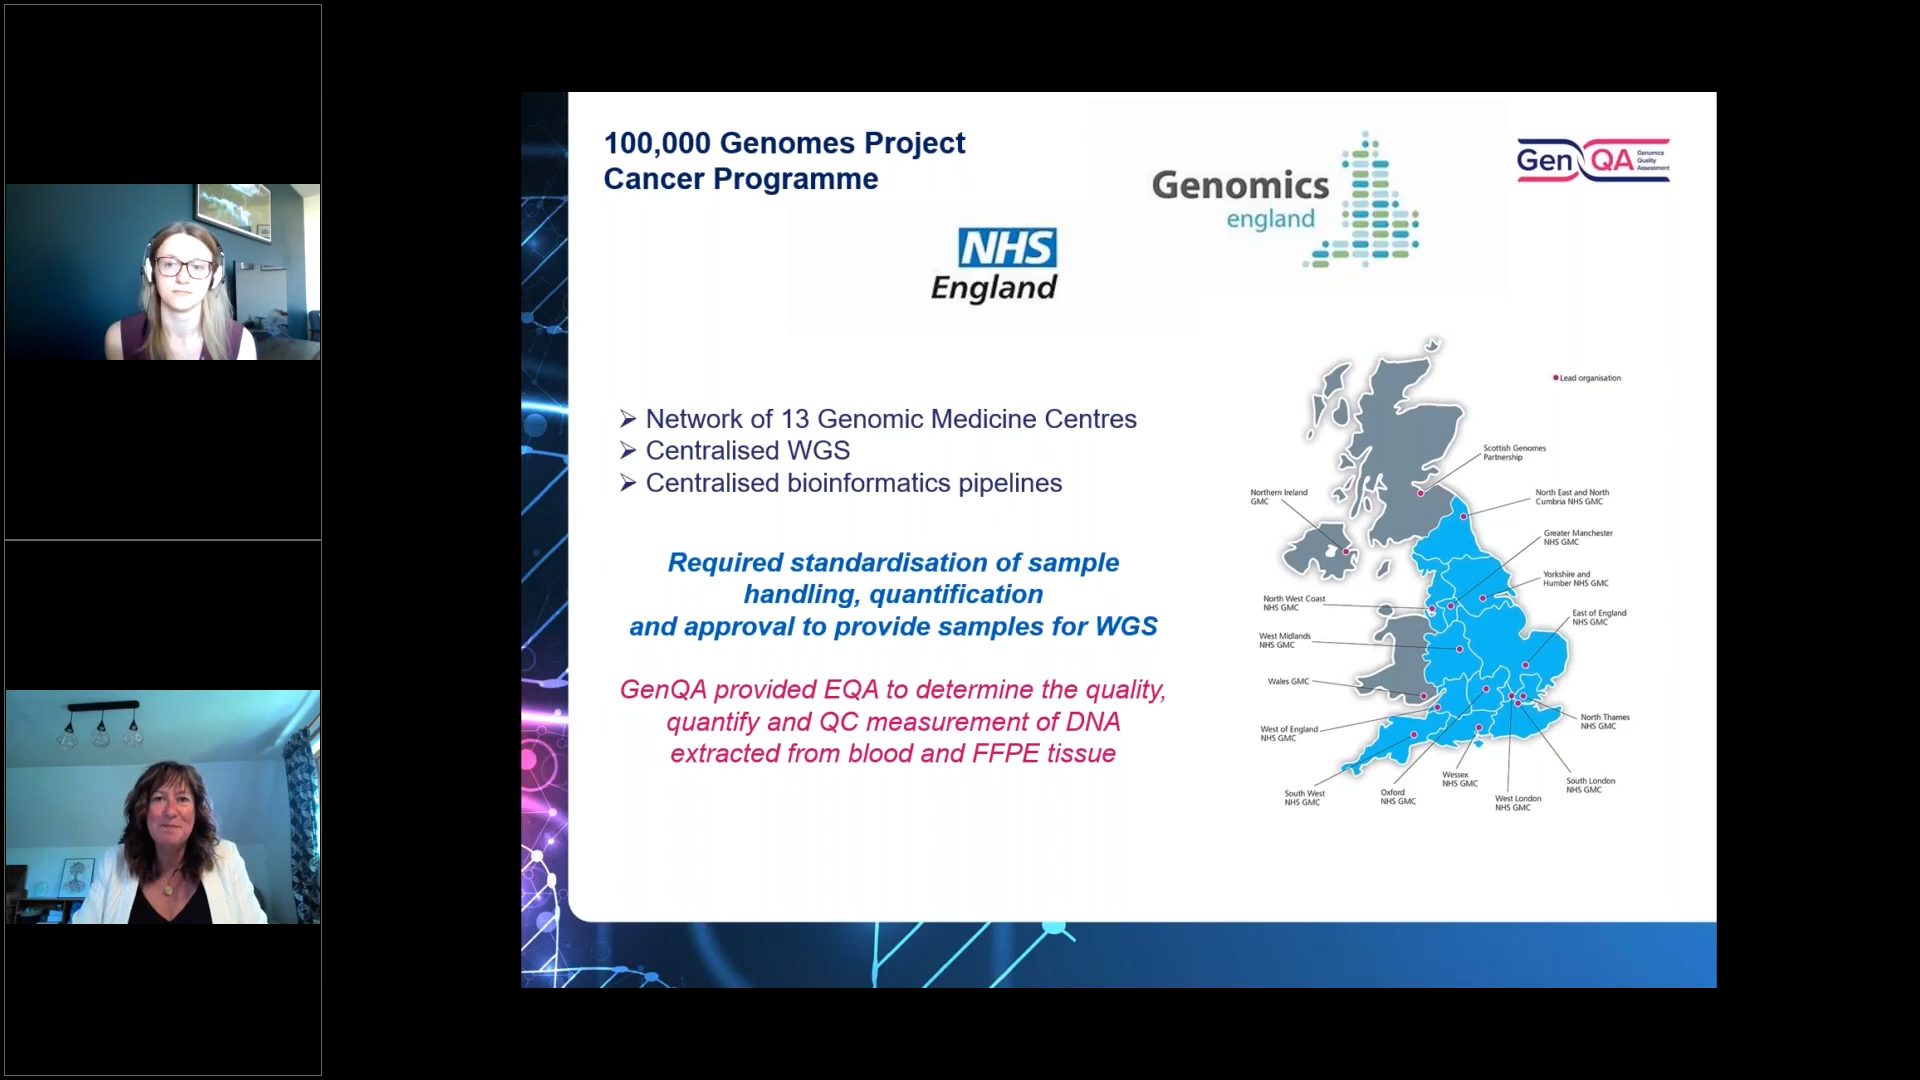 100,000 Genomes Project
Cancer Programme
Genomics
england
Gen QA Genomics
Quality
Assessment
NHS
England
➢ Network of 13 Genomic Medicine Centres
➢ Centralised WGS
➢ Centralised bioinformatics pipelines
Required standardisation of sample
handling, quantification
and approval to provide samples for WGS
GenQA provided EQA to determine the quality,
quantify and QC measurement of DNA
extracted from blood and FFPE tissue
Lead organisation
Scottish Genomes
Partnership
Northern Ireland
GMC
North East and North
Cumbria NHS GMC
Greater Manchester
NHS GMC
Yorkshire and
Humber NHS GMC
North West Coast
NHS GMC
East of England
NHS GMC
West Midlands
NHS GMC
Wales GMC
West of England
NHS GMC
North Thames
NHS GMC
South London
NHS GMC
Wessex
NHS GMC
South West
NHS GMC
Oxford
NHS GMC
West London
NHS GMC